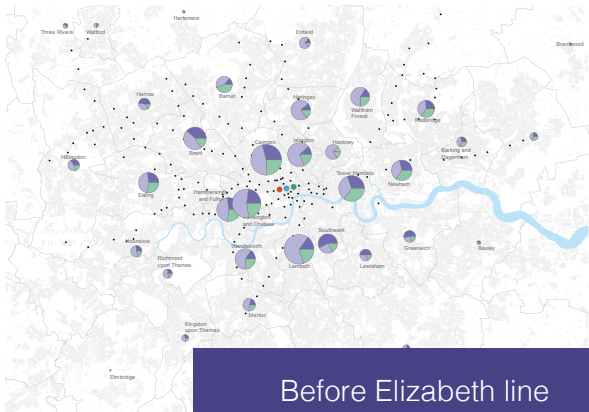 Hertsmere
Three Rivers
Watford
Enfield
Brentwood
Harrow
Barnet
Haringey
Waltham
Forest
Redbridge
Camden
Islington
Hackney
Brent
Barking and
Dagenham
Hillingdon
Ealing
Hammersmith
and Fulham
Kensington
and Chelsea
Tower Hamlets
Newham
Hounslow
Richmond
upon Thames
Wandsworth
Lambeth
Southwark
Lewisham
Greenwich
Bexley
Merton
Kingston
upon Thames
Elmbridge
Before Elizabeth line